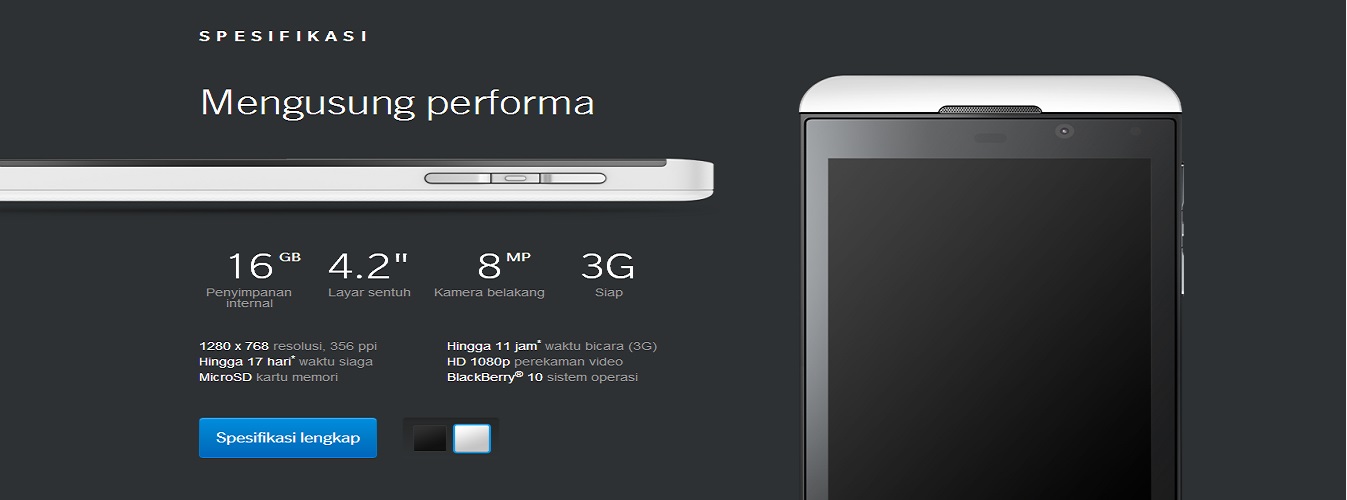 SPESIFIKASI
Mengusung performa
16 GB
Penyimpanan
internal
4.2"
Layar sentuh
8 MP
Kamera belakang
3G
Siap
1280 x 768 resolusi, 356 ppi
Hingga 17 hari* waktu siaga
MicroSD kartu memori
Hingga 11 jam* waktu bicara (3G)
HD 1080p perekaman video
BlackBerry® 10 sistem operasi
Spesifikasi lengkap